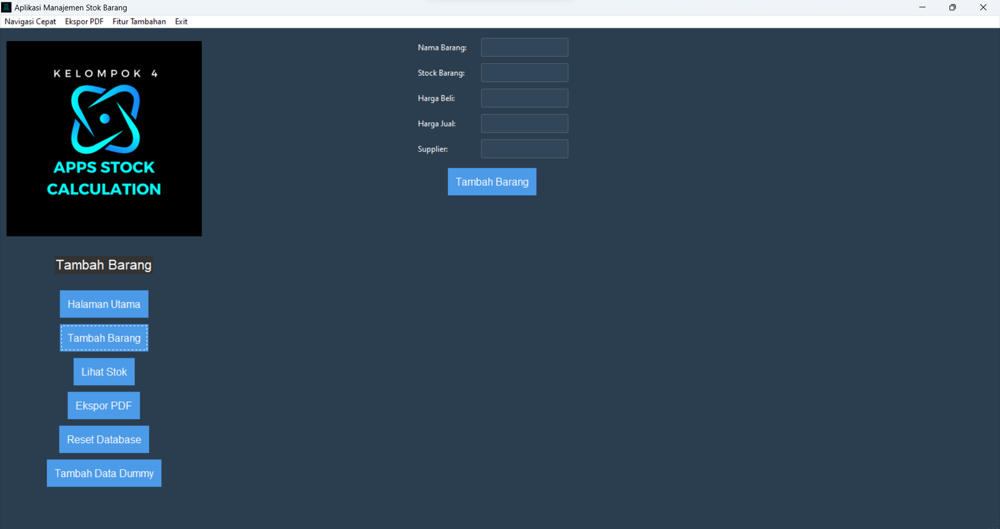 Aplikasi Manajemen Stok Barang
Navigasi Cepat Ekspor PDF Fitur Tambahan Exit
KELOMPOK 4
APPS STOCK
CALCULATION
Tambah Barang
Halaman Utama
Tambah Barang
Lihat Stok
Ekspor PDF
Reset Database
Tambah Data Dummy
Nama Barang:
Stock Barang:
Harga Beli:
Harga Jual:
Supplier:
Tambah Barang